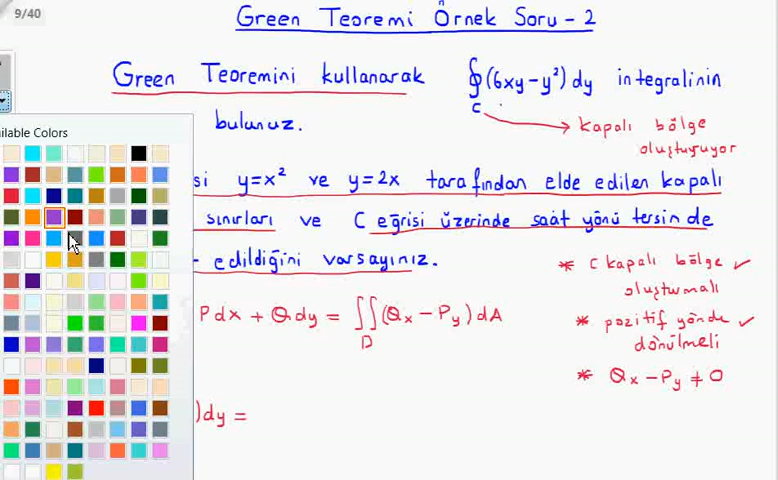 9/40
Green Teoremi Örnek Soru - 2
Green Teoremini kullanarak ∮(6xy-y²)dy integralinin
C
bulunuz.
Kapalı bölge
oluşturuyor
ilable Colors
si y=x² ve y=2x tarafından elde edilen kapalı
sınırları ve C eğrisi üzerinde saat yönü tersinde
edildiğini varsayınız.
* C kapalı bölge ✓
oluşturmalı
Pdx + Qdy = ∬(Qx - Py)dA
D
* pozitif yönde ✓
dönülmeli
* Qx - Py ≠ 0
)dy =